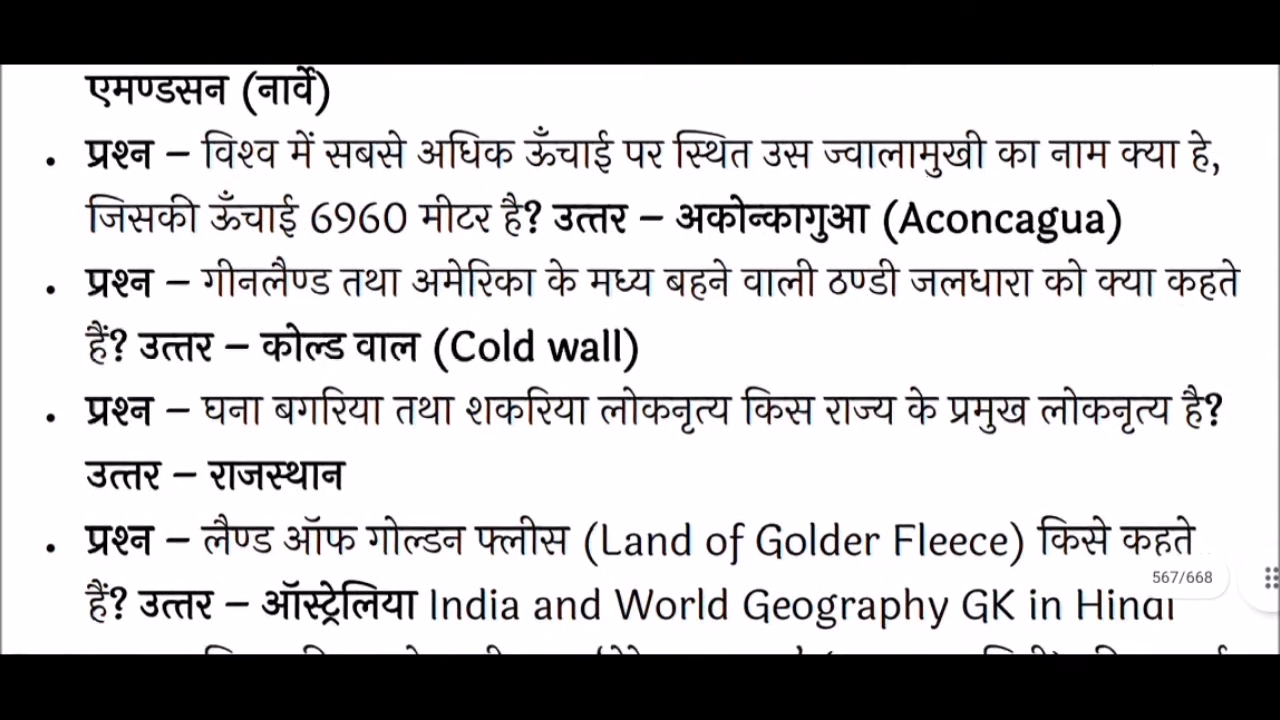 एमण्डसन (नार्वे)
• प्रश्न – विश्व में सबसे अधिक ऊँचाई पर स्थित उस ज्वालामुखी का नाम क्या हे,
जिसकी ऊँचाई 6960 मीटर है? उत्तर – अकोन्कागुआ (Aconcagua)
• प्रश्न – गीनलैण्ड तथा अमेरिका के मध्य बहने वाली ठण्डी जलधारा को क्या कहते
हैं? उत्तर – कोल्ड वाल (Cold wall)
• प्रश्न – घना बगरिया तथा शकरिया लोकनृत्य किस राज्य के प्रमुख लोकनृत्य है?
उत्तर – राजस्थान
• प्रश्न – लैण्ड ऑफ गोल्डन फ्लीस (Land of Golder Fleece) किसे कहते
567/668
हैं? उत्तर – ऑस्ट्रेलिया India and World Geography GK in Hindi